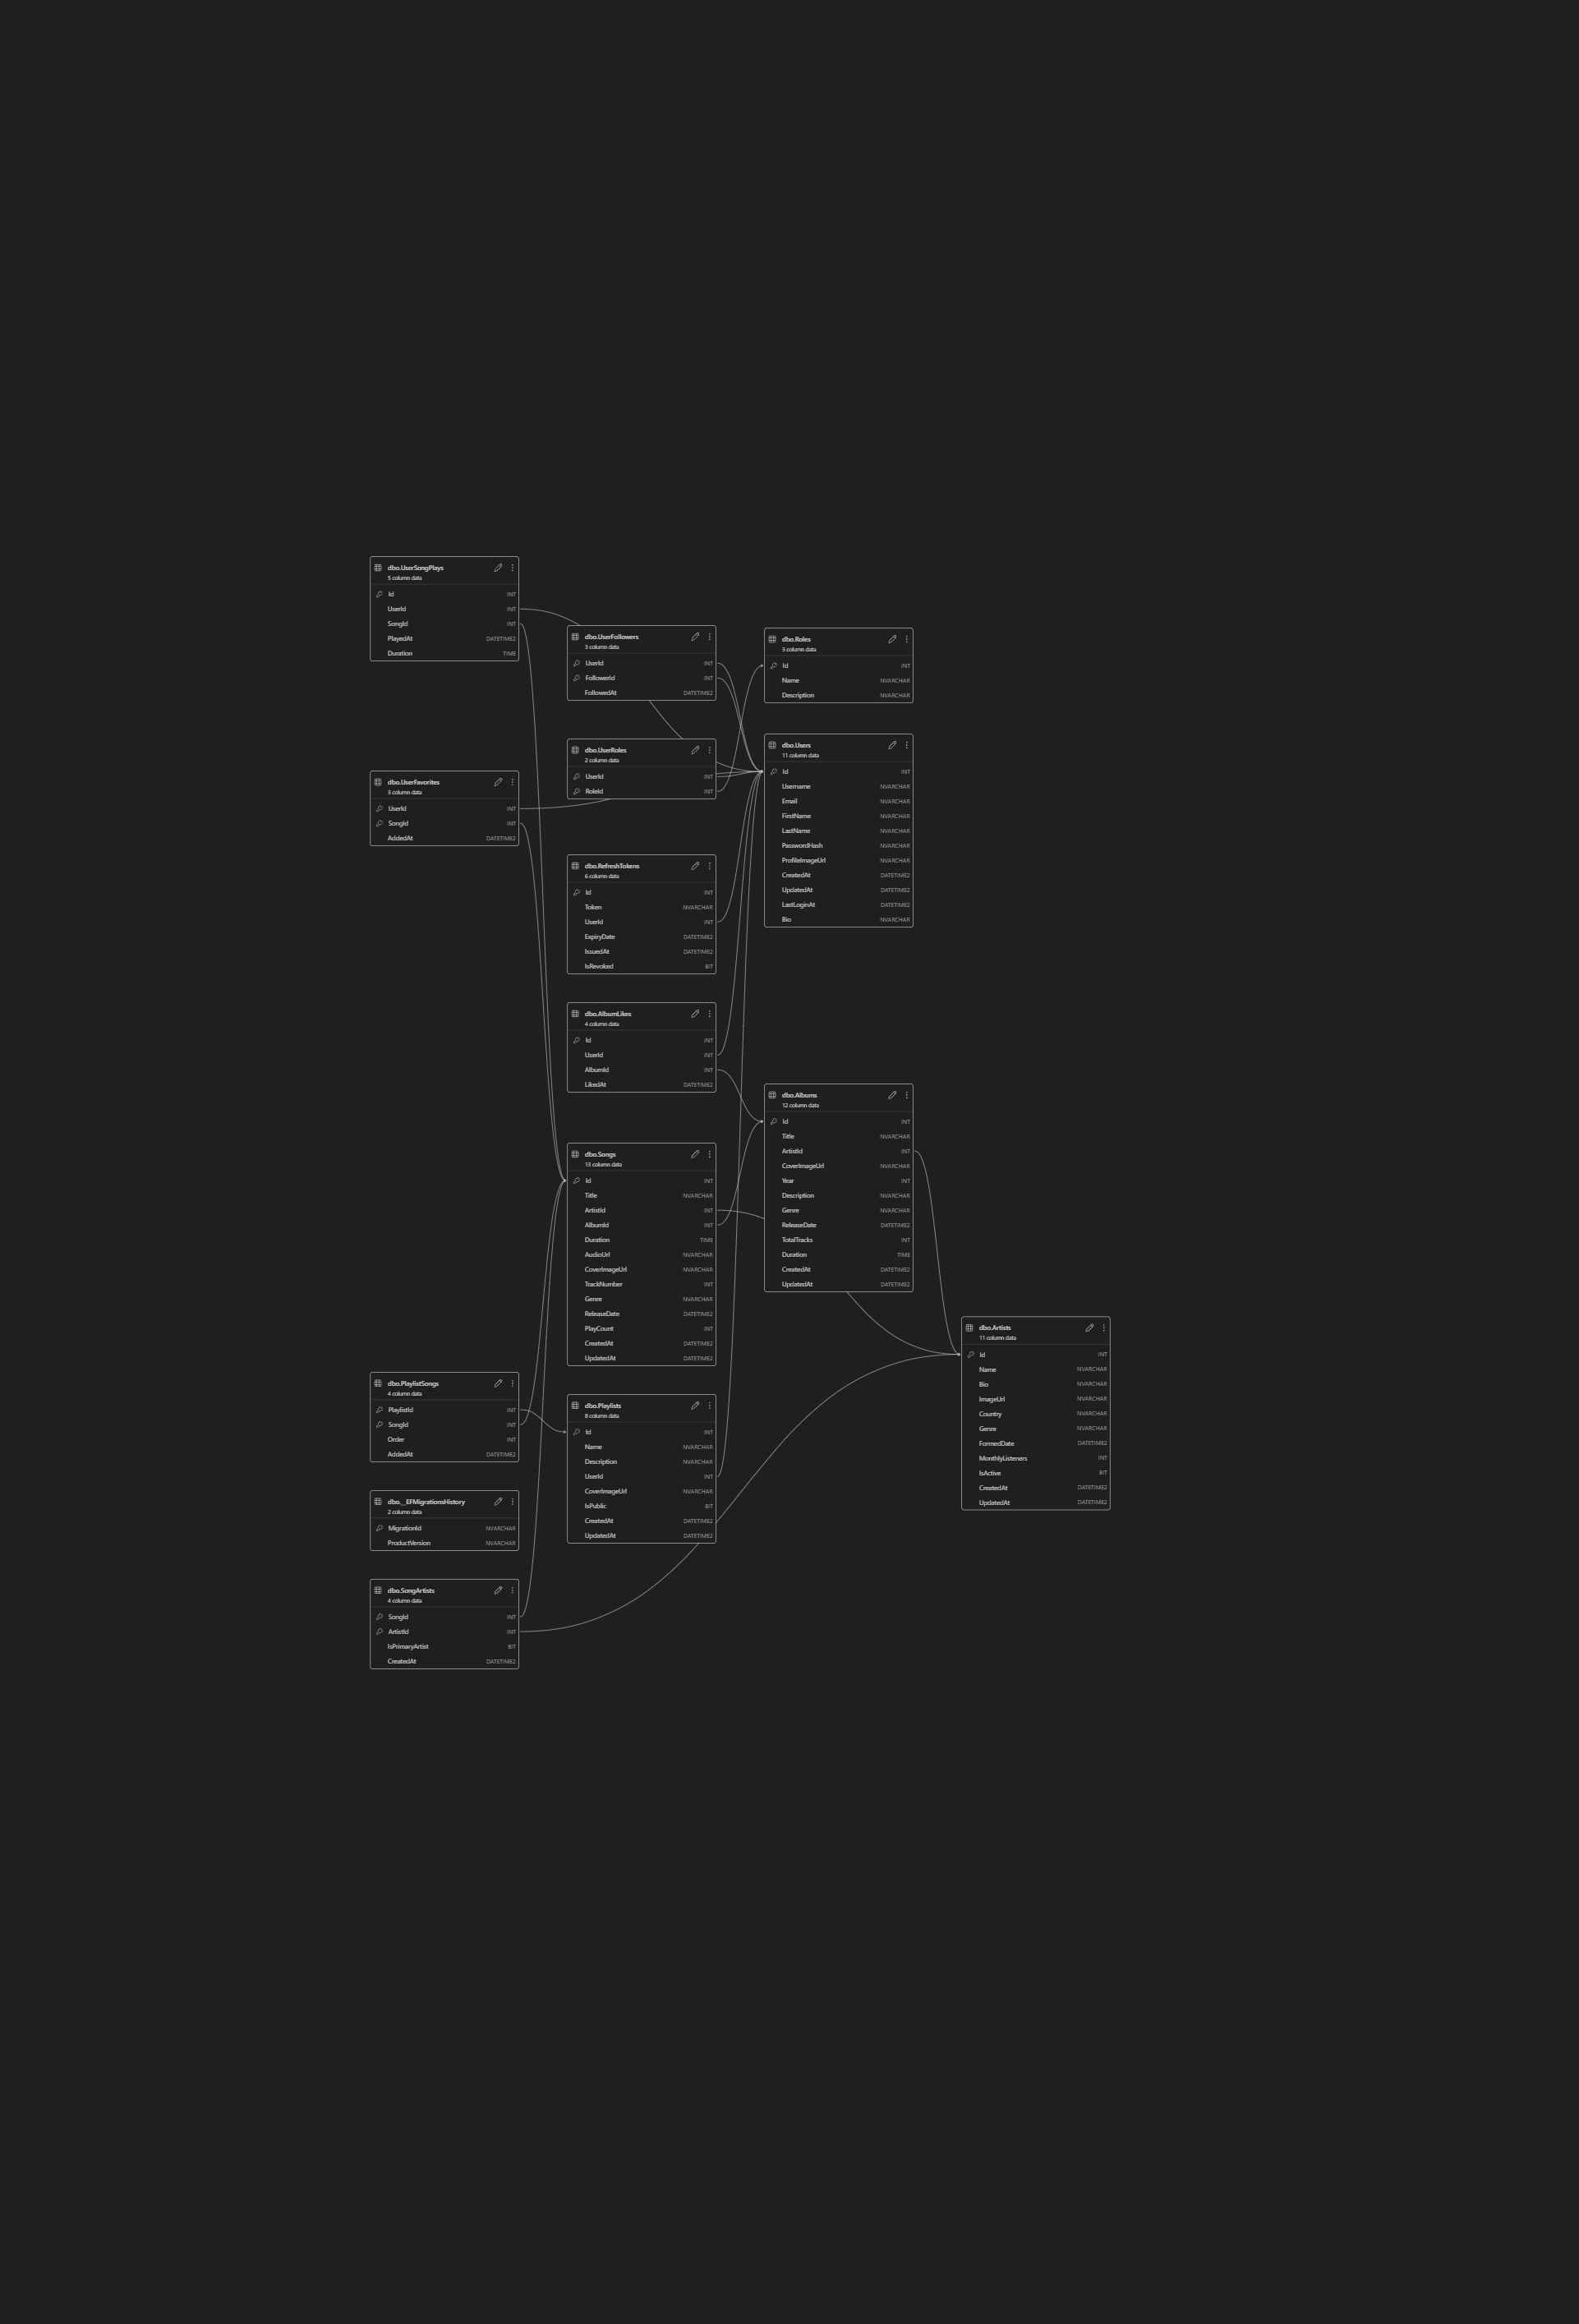 dbo.UserSongPlays
5 column data
Id INT
UserId INT
SongId INT
PlayedAt DATETIME2
Duration TIME
dbo.UserFollowers
3 column data
UserId INT
FollowerId INT
FollowedAt DATETIME2
dbo.Roles
3 column data
Id INT
Name NVARCHAR
Description NVARCHAR
dbo.UserRoles
2 column data
UserId INT
RoleId INT
dbo.Users
11 column data
Id INT
Username NVARCHAR
Email NVARCHAR
FirstName NVARCHAR
LastName NVARCHAR
PasswordHash NVARCHAR
ProfileImageUrl NVARCHAR
CreatedAt DATETIME2
UpdatedAt DATETIME2
LastLoginAt DATETIME2
Bio NVARCHAR
dbo.UserFavorites
3 column data
UserId INT
SongId INT
AddedAt DATETIME2
dbo.RefreshTokens
6 column data
Id INT
Token NVARCHAR
UserId INT
ExpiryDate DATETIME2
IssuedAt DATETIME2
IsRevoked BIT
dbo.AlbumLikes
4 column data
Id INT
UserId INT
AlbumId INT
LikedAt DATETIME2
dbo.Albums
12 column data
Id INT
Title NVARCHAR
ArtistId INT
CoverImageUrl NVARCHAR
Year INT
Description NVARCHAR
Genre NVARCHAR
ReleaseDate DATETIME2
TotalTracks INT
Duration TIME
CreatedAt DATETIME2
UpdatedAt DATETIME2
dbo.Songs
13 column data
Id INT
Title NVARCHAR
ArtistId INT
AlbumId INT
Duration TIME
AudioUrl NVARCHAR
CoverImageUrl NVARCHAR
TrackNumber INT
Genre NVARCHAR
ReleaseDate DATETIME2
PlayCount INT
CreatedAt DATETIME2
UpdatedAt DATETIME2
dbo.Artists
11 column data
Id INT
Name NVARCHAR
Bio NVARCHAR
ImageUrl NVARCHAR
Country NVARCHAR
Genre NVARCHAR
FormedDate DATETIME2
MonthlyListeners INT
IsActive BIT
CreatedAt DATETIME2
UpdatedAt DATETIME2
dbo.PlaylistSongs
4 column data
PlaylistId INT
SongId INT
Order INT
AddedAt DATETIME2
dbo.Playlists
8 column data
Id INT
Name NVARCHAR
Description NVARCHAR
UserId INT
CoverImageUrl NVARCHAR
IsPublic BIT
CreatedAt DATETIME2
UpdatedAt DATETIME2
dbo.__EFMigrationsHistory
2 column data
MigrationId NVARCHAR
ProductVersion NVARCHAR
dbo.SongArtists
4 column data
SongId INT
ArtistId INT
IsPrimaryArtist BIT
CreatedAt DATETIME2